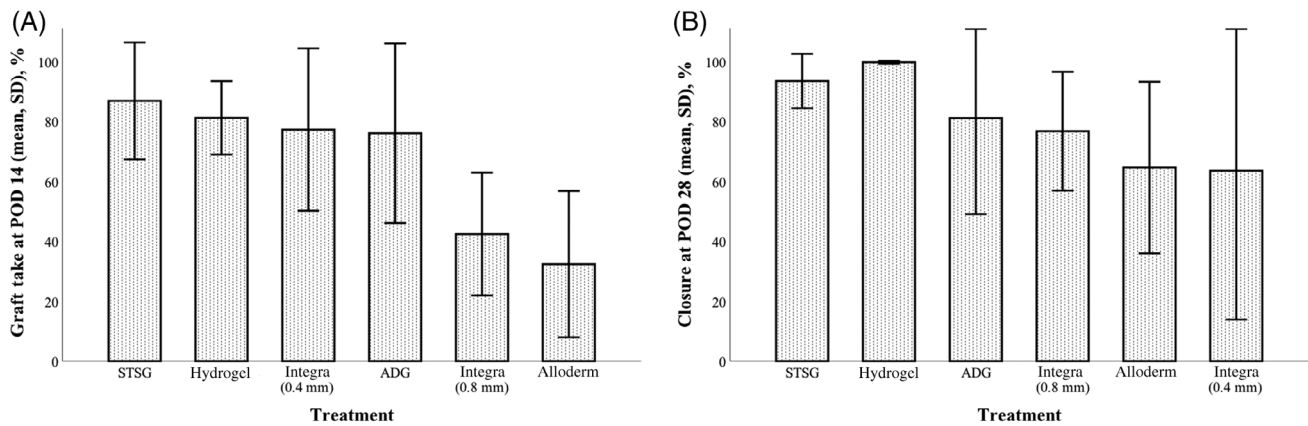 (A)
Graft take at POD 14 (mean, SD), %
100
80
60
40
20
0
STSG
Hydrogel
Integra
(0.4 mm)
ADG
Integra
(0.8 mm)
Alloderm
Treatment
(B)
Closure at POD 28 (mean, SD), %
100
80
60
40
20
0
STSG
Hydrogel
ADG
Integra
(0.8 mm)
Alloderm
Integra
(0.4 mm)
Treatment